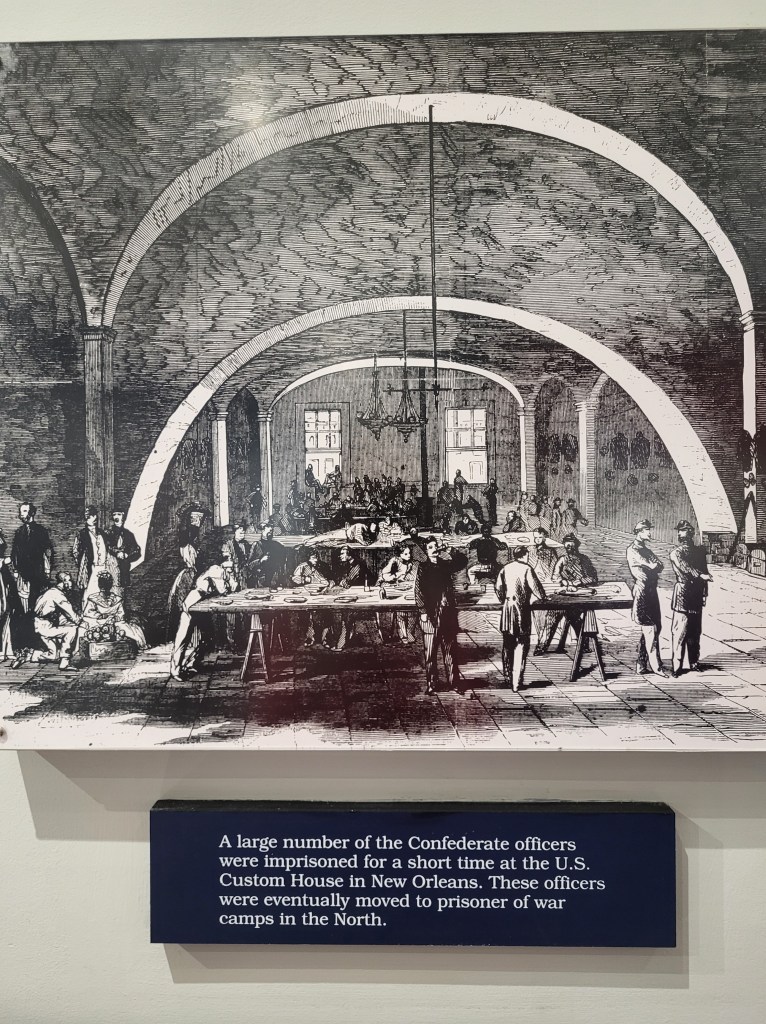 A large number of the Confederate officers
were imprisoned for a short time at the U.S.
Custom House in New Orleans. These officers
were eventually moved to prisoner of war
camps in the North.